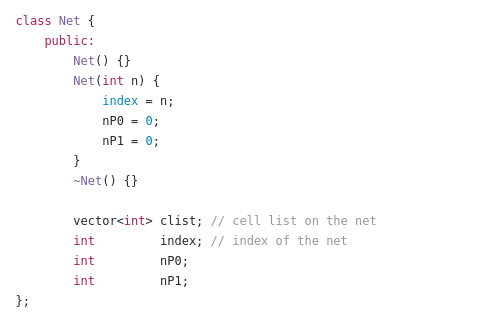 class Net {
    public:
        Net() {}
        Net(int n) {
            index = n;
            nP0 = 0;
            nP1 = 0;
        }
        ~Net() {}

        vector<int> clist; // cell list on the net
        int         index; // index of the net
        int         nP0;
        int         nP1;
};